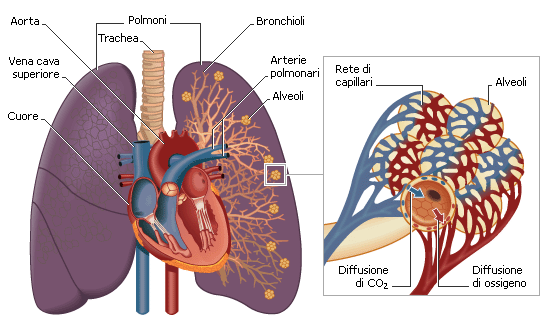 Aorta
Polmoni
Bronchioli
Trachea
Vena cava
superiore
Arterie
polmonari
Alveoli
Cuore
Rete di
capillari
Alveoli
Diffusione
di CO₂
Diffusione
di ossigeno